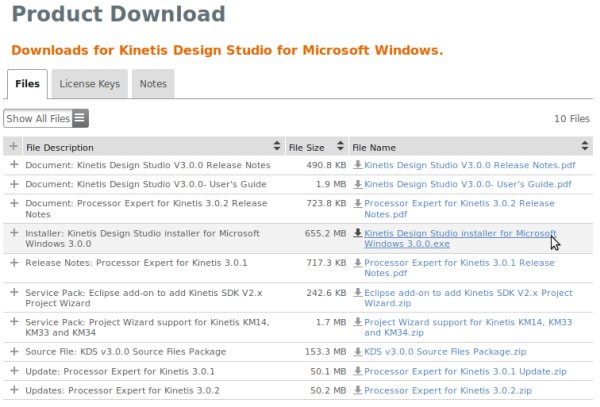 Product Download
Downloads for Kinetis Design Studio for Microsoft Windows.
Files License Keys Notes
Show All Files 10 Files
File Description File Size File Name
Document: Kinetis Design Studio V3.0.0 Release Notes 490.8 KB Kinetis Design Studio V3.0.0 Release Notes.pdf
Document: Kinetis Design Studio V3.0.0- User's Guide 1.9 MB Kinetis Design Studio V3.0.0- User's Guide.pdf
Document: Processor Expert for Kinetis 3.0.2 Release 723.8 KB Processor Expert for Kinetis 3.0.2 Release
Notes Notes.pdf
Installer: Kinetis Design Studio installer for Microsoft 655.2 MB Kinetis Design Studio installer for Microsoft
Windows 3.0.0 Windows 3.0.0.exe
Release Notes: Processor Expert for Kinetis 3.0.1 717.3 KB Processor Expert for Kinetis 3.0.1 Release
Notes.pdf
Service Pack: Eclipse add-on to add Kinetis SDK V2.x 242.6 KB Eclipse add-on to add Kinetis SDK V2.x Project
Project Wizard Wizard.zip
Service Pack: Project Wizard support for Kinetis KM14, 1.7 MB Project Wizard support for Kinetis KM14, KM33
KM33 and KM34 and KM34.zip
Source File: KDS v3.0.0 Source Files Package 153.3 MB KDS v3.0.0 Source Files Package.zip
Update: Processor Expert for Kinetis 3.0.1 50.1 MB Processor Expert for Kinetis 3.0.1 Update.zip
Updates: Processor Expert for Kinetis 3.0.2 50.2 MB Processor Expert for Kinetis 3.0.2.zip